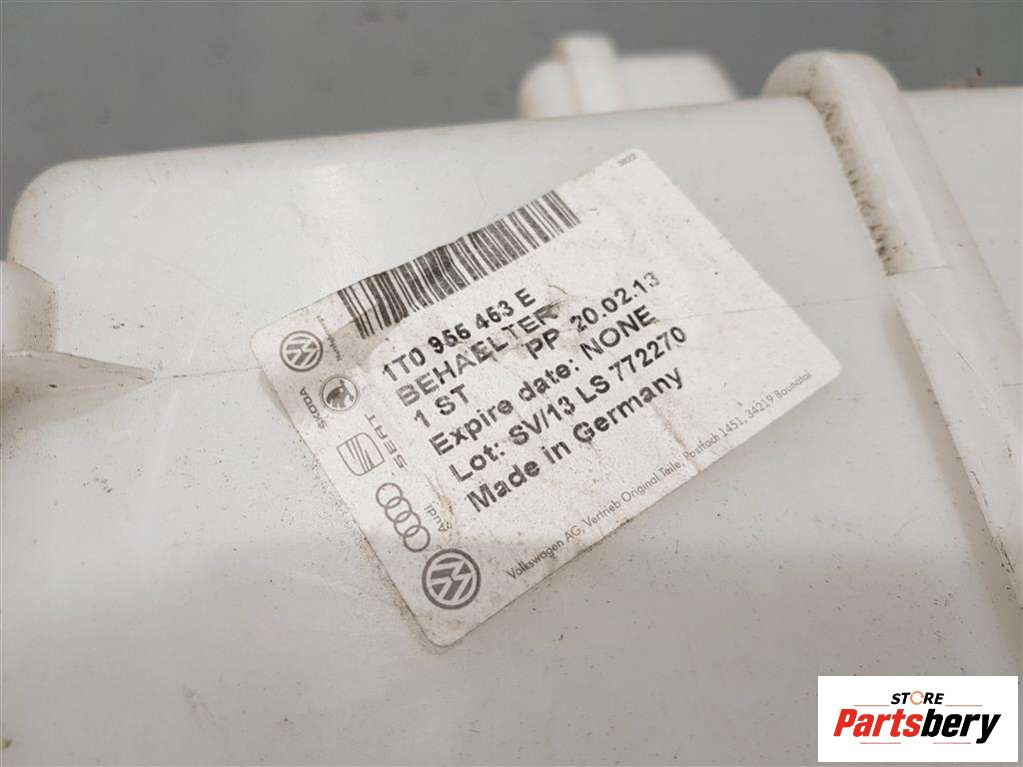 1T0 955 453 E
BEHAELTER
1 ST PP 20.02.13
Expire date: NONE
Lot: SV/13 LS 772270
Made in Germany
Volkswagen AG, Vertrieb Original Teile, Postfach 1451, 34219 Baunatal
SKODA
SEAT
Audi
STORE
Partsbery